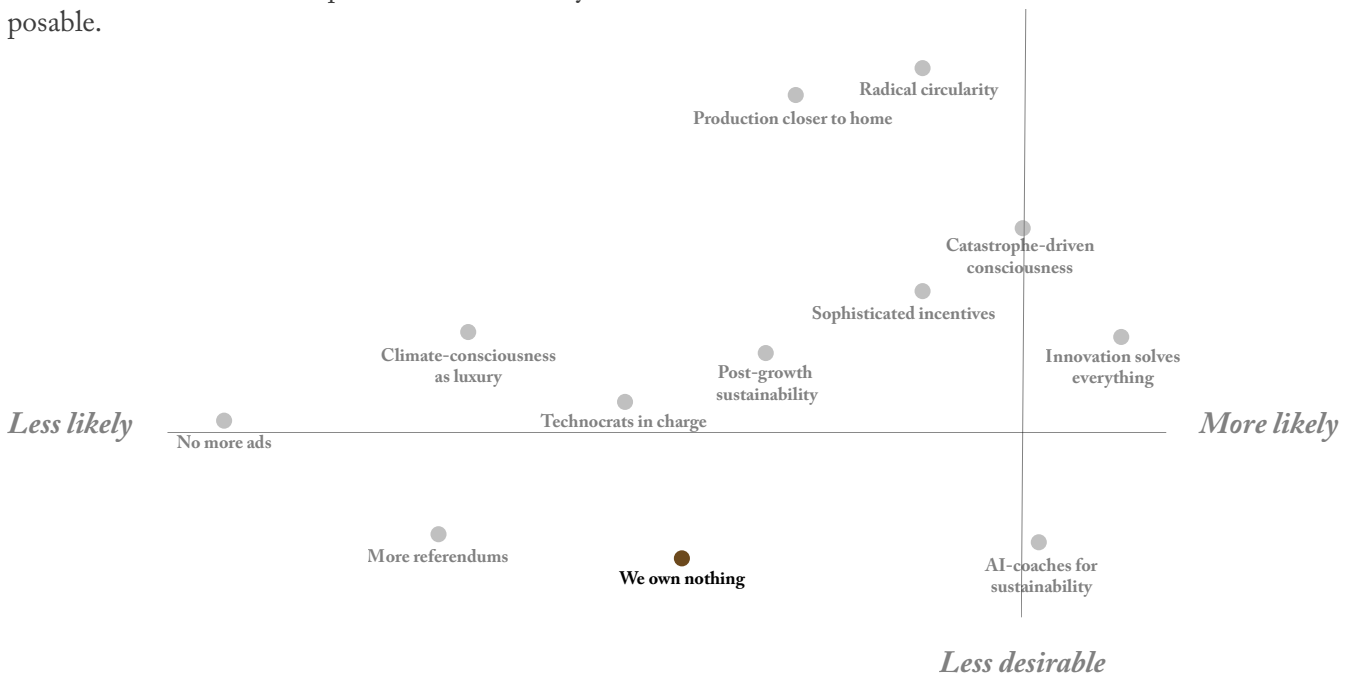 posable.
Radical circularity
Production closer to home
Catastrophe-driven
consciousness
Sophisticated incentives
Climate-consciousness
as luxury
Post-growth
sustainability
Innovation solves
everything
Technocrats in charge
Less likely
More likely
No more ads
More referendums
We own nothing
AI-coaches for
sustainability
Less desirable